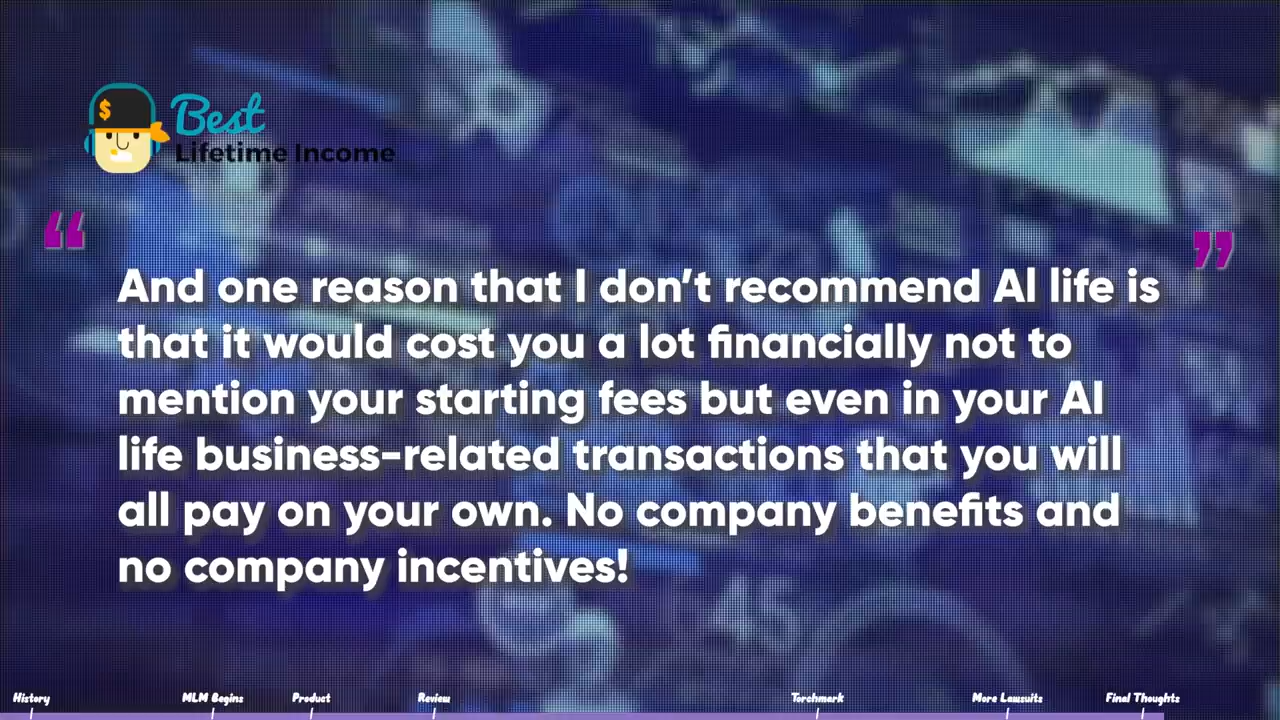 $
Best
Lifetime Income
“ ”
And one reason that I don’t recommend Al life is
that it would cost you a lot financially not to
mention your starting fees but even in your Al
life business-related transactions that you will
all pay on your own. No company benefits and
no company incentives!
45
History MLM Begins Product Review Torchmark More Lawsuits Final Thoughts